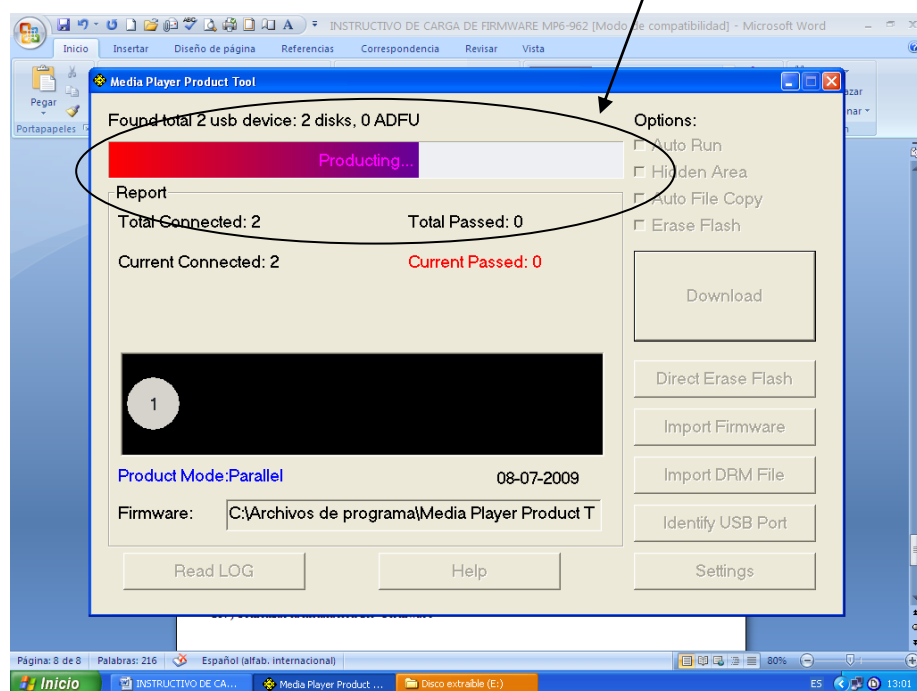 INSTRUCTIVO DE CARGA DE FIRMWARE MP6-962 [Modo de compatibilidad] - Microsoft Word
Inicio Insertar Diseño de página Referencias Correspondencia Revisar Vista
Pegar
Portapapeles
Media Player Product Tool
Found total 2 usb device: 2 disks, 0 ADFU
Producting...
Options:
Auto Run
Hidden Area
Auto File Copy
Erase Flash
Report
Total Connected: 2 Total Passed: 0
Current Connected: 2 Current Passed: 0
Download
1
Direct Erase Flash
Import Firmware
Import DRM File
Identify USB Port
Settings
Product Mode:Parallel 08-07-2009
Firmware: C:\Archivos de programa\Media Player Product T
Read LOG Help
Página: 8 de 8 Palabras: 216 Español (alfab. internacional) 80%
Inicio INSTRUCTIVO DE CA... Media Player Product ... Disco extraible (E:) ES 13:01